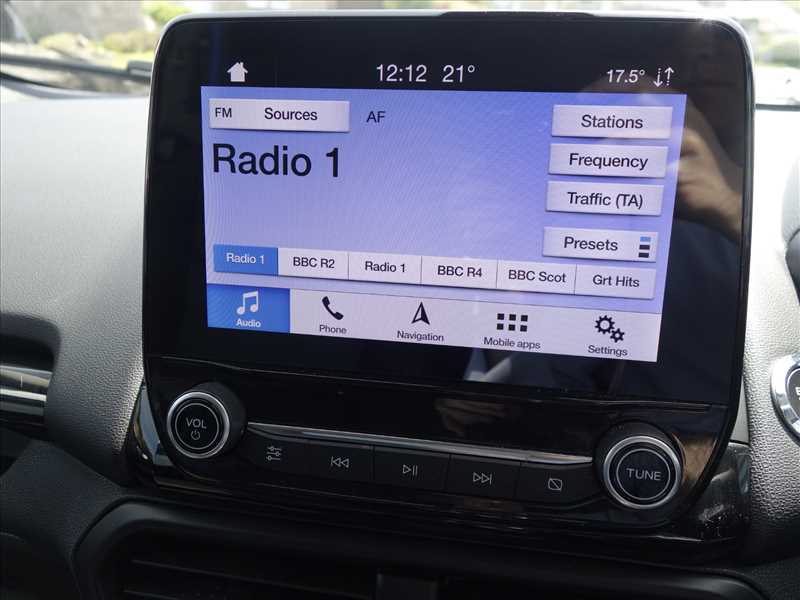 12:12 21° 17.5°
FM Sources AF
Stations
Radio 1
Frequency
Traffic (TA)
Presets
Radio 1 BBC R2 Radio 1 BBC R4 BBC Scot Grt Hits
Audio Phone Navigation Mobile apps Settings
VOL
TUNE